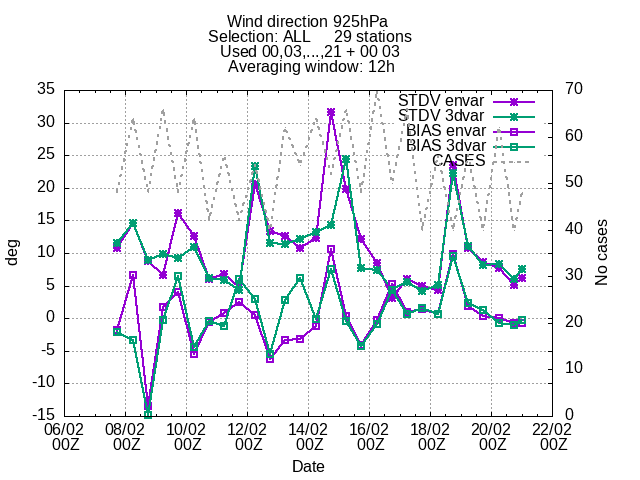 Wind direction 925hPa
Selection: ALL 29 stations
Used 00,03,...,21 + 00 03
Averaging window: 12h
35 70
STDV envar
STDV 3dvar
BIAS envar
BIAS 3dvar
CASES
30
25
20
15
10
5
0
-5
-10
-15
60
50
40
30
20
10
0
deg
No cases
06/02 08/02 10/02 12/02 14/02 16/02 18/02 20/02 22/02
00Z 00Z 00Z 00Z 00Z 00Z 00Z 00Z 00Z
Date